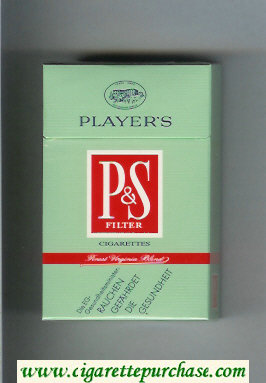 PLAYER'S
P&S
FILTER
CIGARETTES
Finest Virginia Blend
Die EG-
Gesundheitsminister:
RAUCHEN
GEFÄHRDET
DIE
GESUNDHEIT
www.cigarettepurchase.com